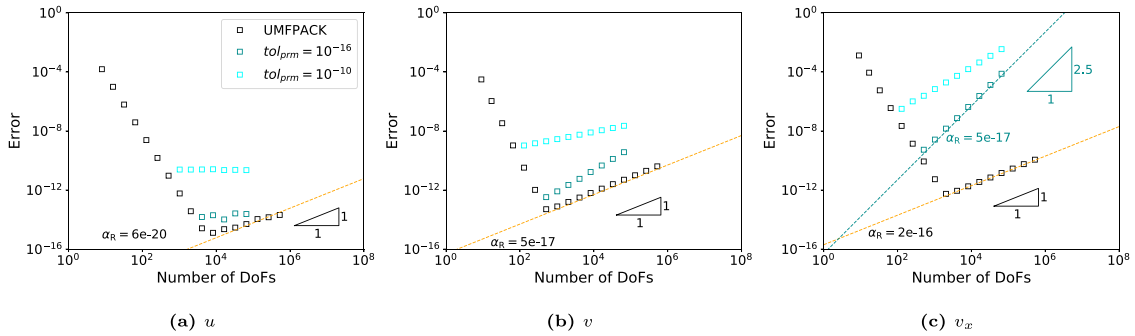 10^0
10^-4
10^-8
10^-12
10^-16
Error
UMFPACK
tol_prm = 10^-16
tol_prm = 10^-10
α_R = 6e-20
1
1
10^0 10^2 10^4 10^6 10^8
Number of DoFs
(a) u
10^0
10^-4
10^-8
10^-12
10^-16
Error
α_R = 5e-17
1
1
10^0 10^2 10^4 10^6 10^8
Number of DoFs
(b) v
10^0
10^-4
10^-8
10^-12
10^-16
Error
2.5
1
α_R = 5e-17
1
1
α_R = 2e-16
10^0 10^2 10^4 10^6 10^8
Number of DoFs
(c) v_x